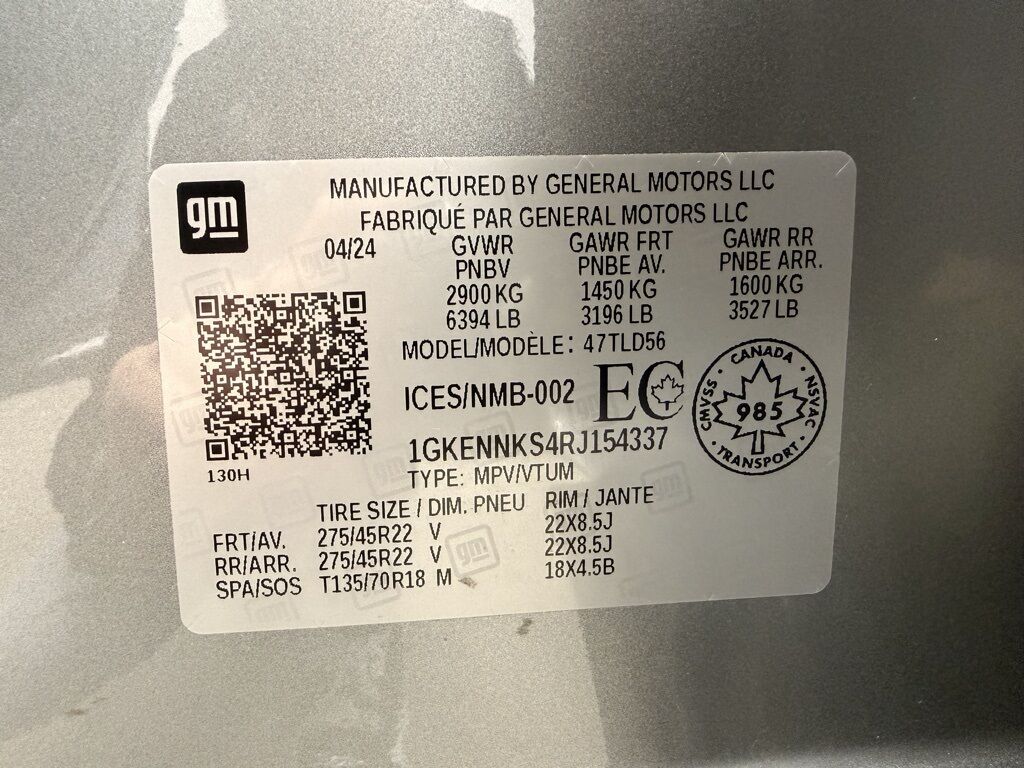 gm
MANUFACTURED BY GENERAL MOTORS LLC
FABRIQUÉ PAR GENERAL MOTORS LLC
04/24 GVWR GAWR FRT GAWR RR
PNBV PNBE AV. PNBE ARR.
2900 KG 1450 KG 1600 KG
6394 LB 3196 LB 3527 LB
MODEL/MODÈLE: 47TLD56
ICES/NMB-002 EC
CANADA
CMVSS 985 NSVAC
TRANSPORT
1GKENNKS4RJ154337
130H
TYPE: MPV/VTUM
TIRE SIZE / DIM. PNEU RIM / JANTE
FRT/AV. 275/45R22 V 22X8.5J
RR/ARR. 275/45R22 V 22X8.5J
SPA/SOS T135/70R18 M 18X4.5B